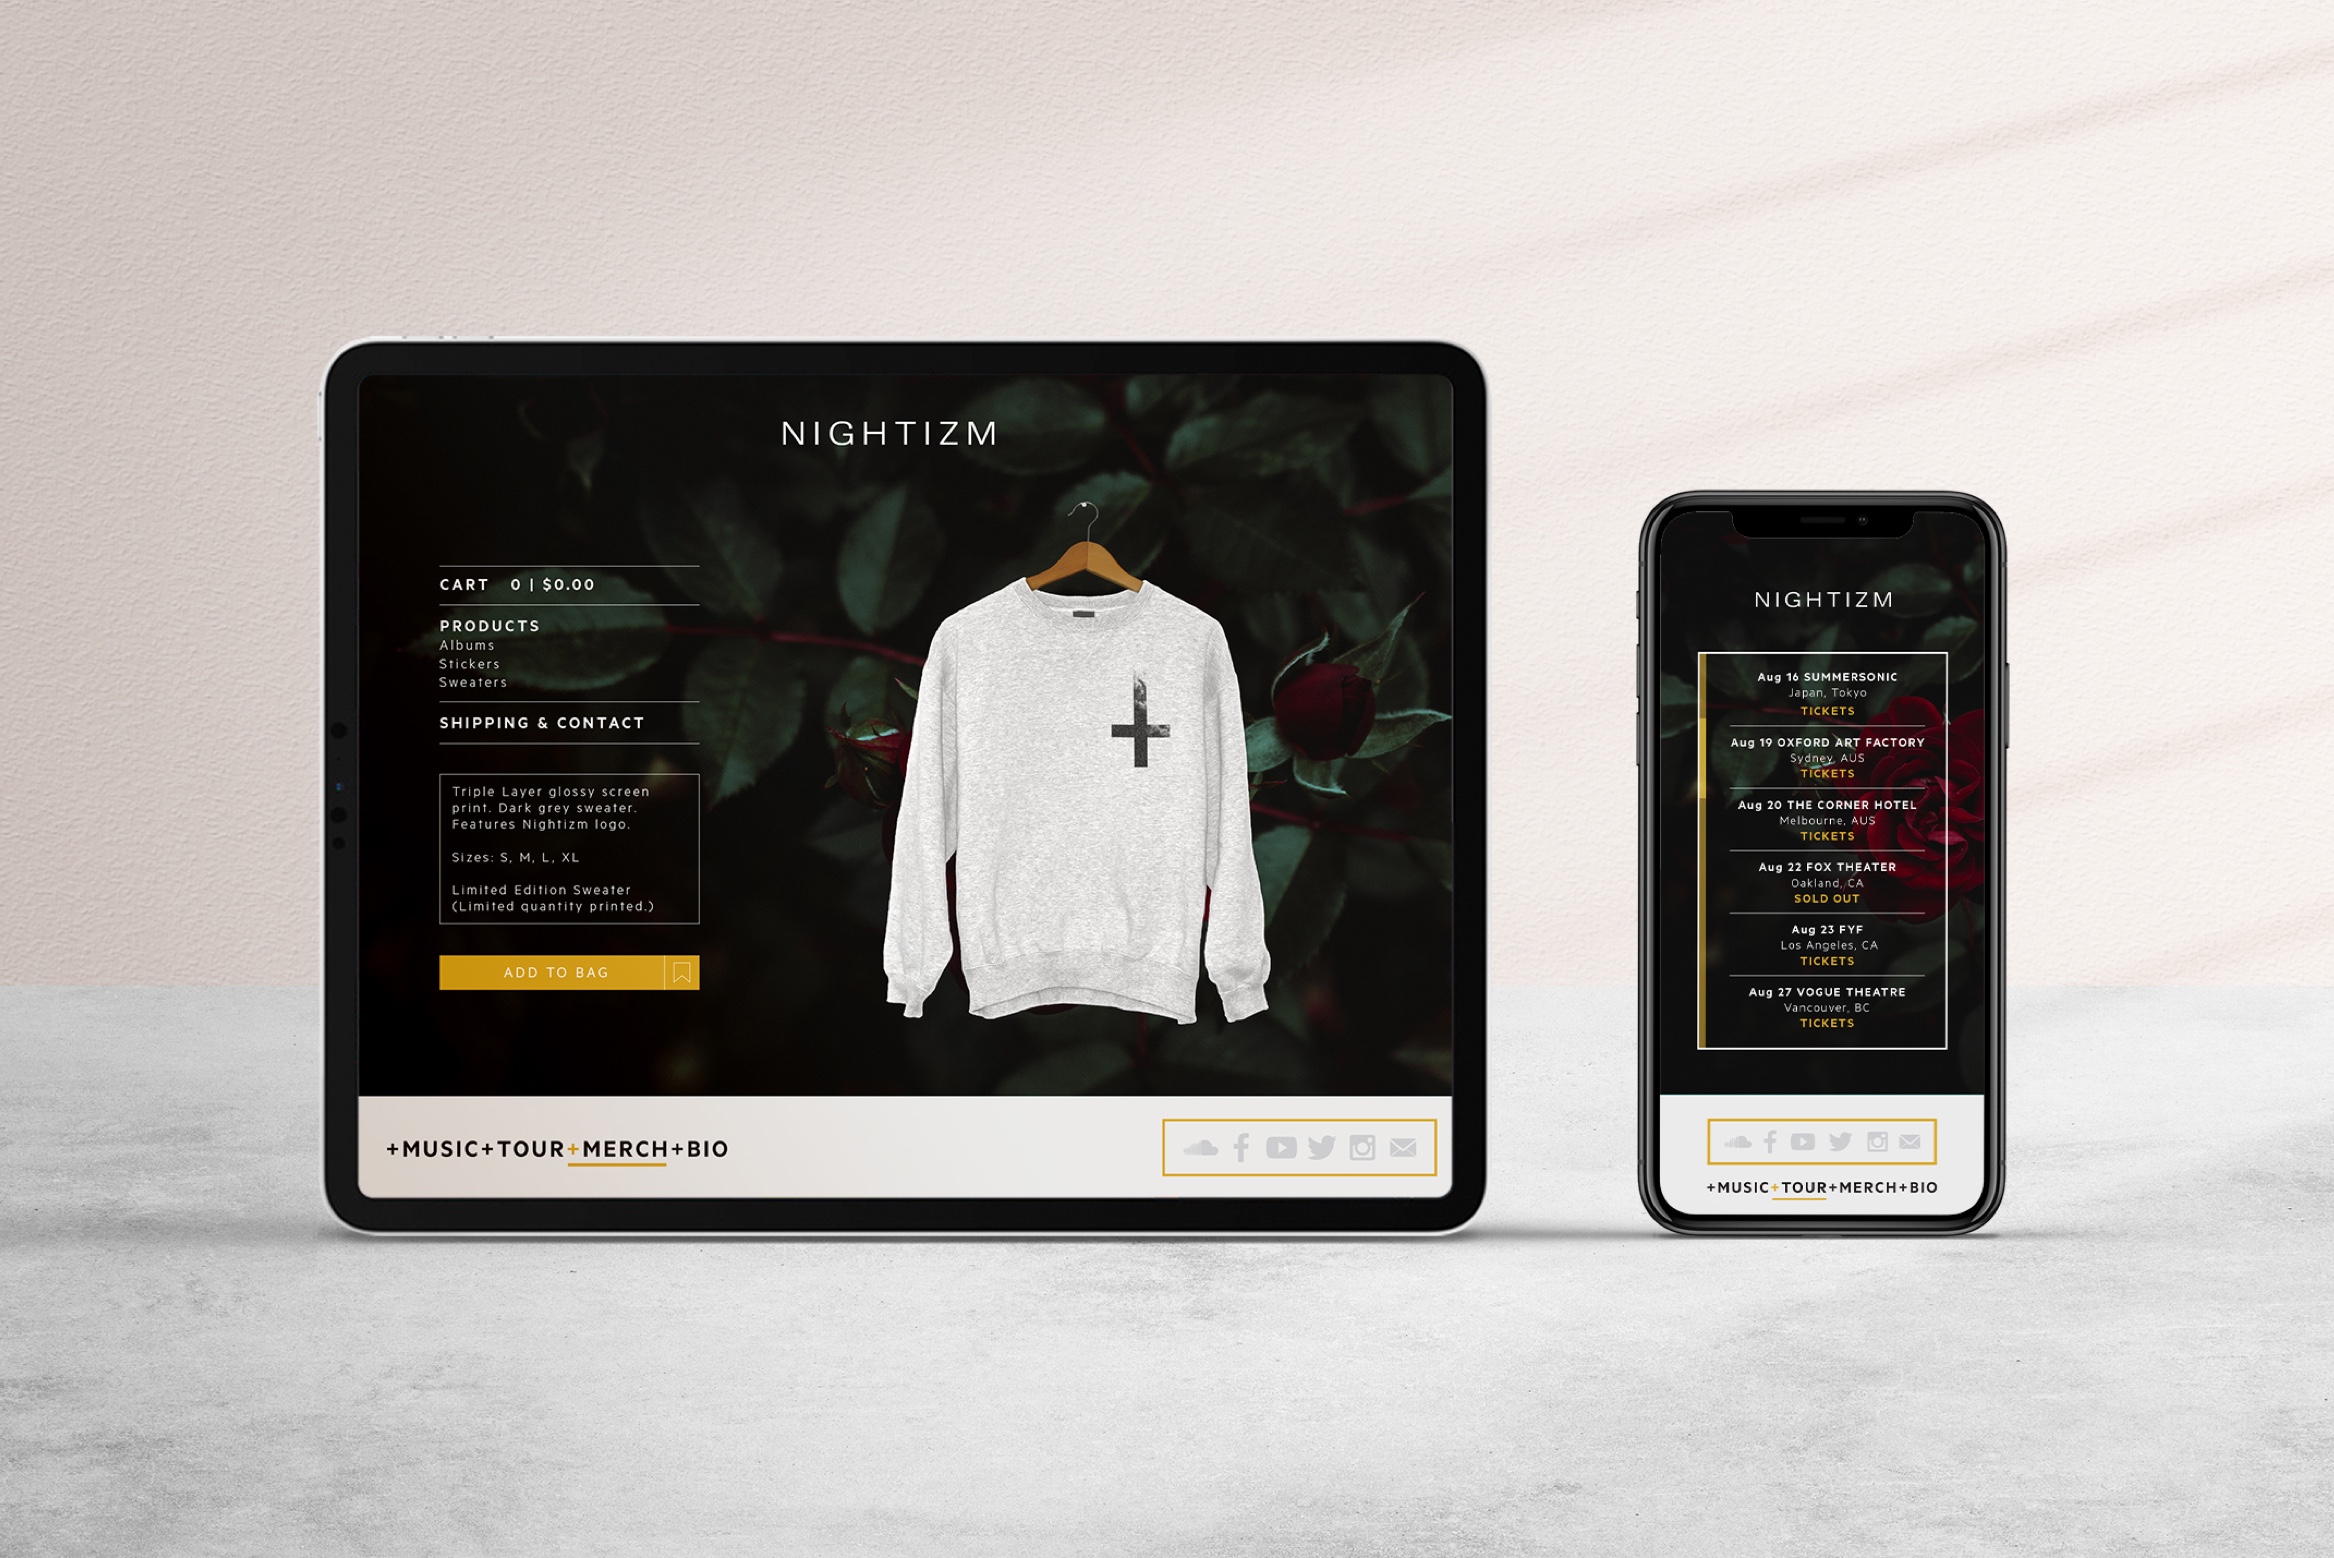 NIGHTIZM
CART 0 | $0.00
PRODUCTS
Albums
Stickers
Sweaters
SHIPPING & CONTACT
Triple Layer glossy screen
print. Dark grey sweater.
Features Nightizm logo.
Sizes: S, M, L, XL
Limited Edition Sweater
(Limited quantity printed.)
ADD TO BAG
+MUSIC+TOUR+MERCH+BIO
NIGHTIZM
Aug 16 SUMMERSONIC
Japan, Tokyo
TICKETS
Aug 19 OXFORD ART FACTORY
Sydney, AUS
TICKETS
Aug 20 THE CORNER HOTEL
Melbourne, AUS
TICKETS
Aug 22 FOX THEATER
Oakland, CA
SOLD OUT
Aug 23 FYF
Los Angeles, CA
TICKETS
Aug 27 VOGUE THEATRE
Vancouver, BC
TICKETS
+MUSIC+TOUR+MERCH+BIO